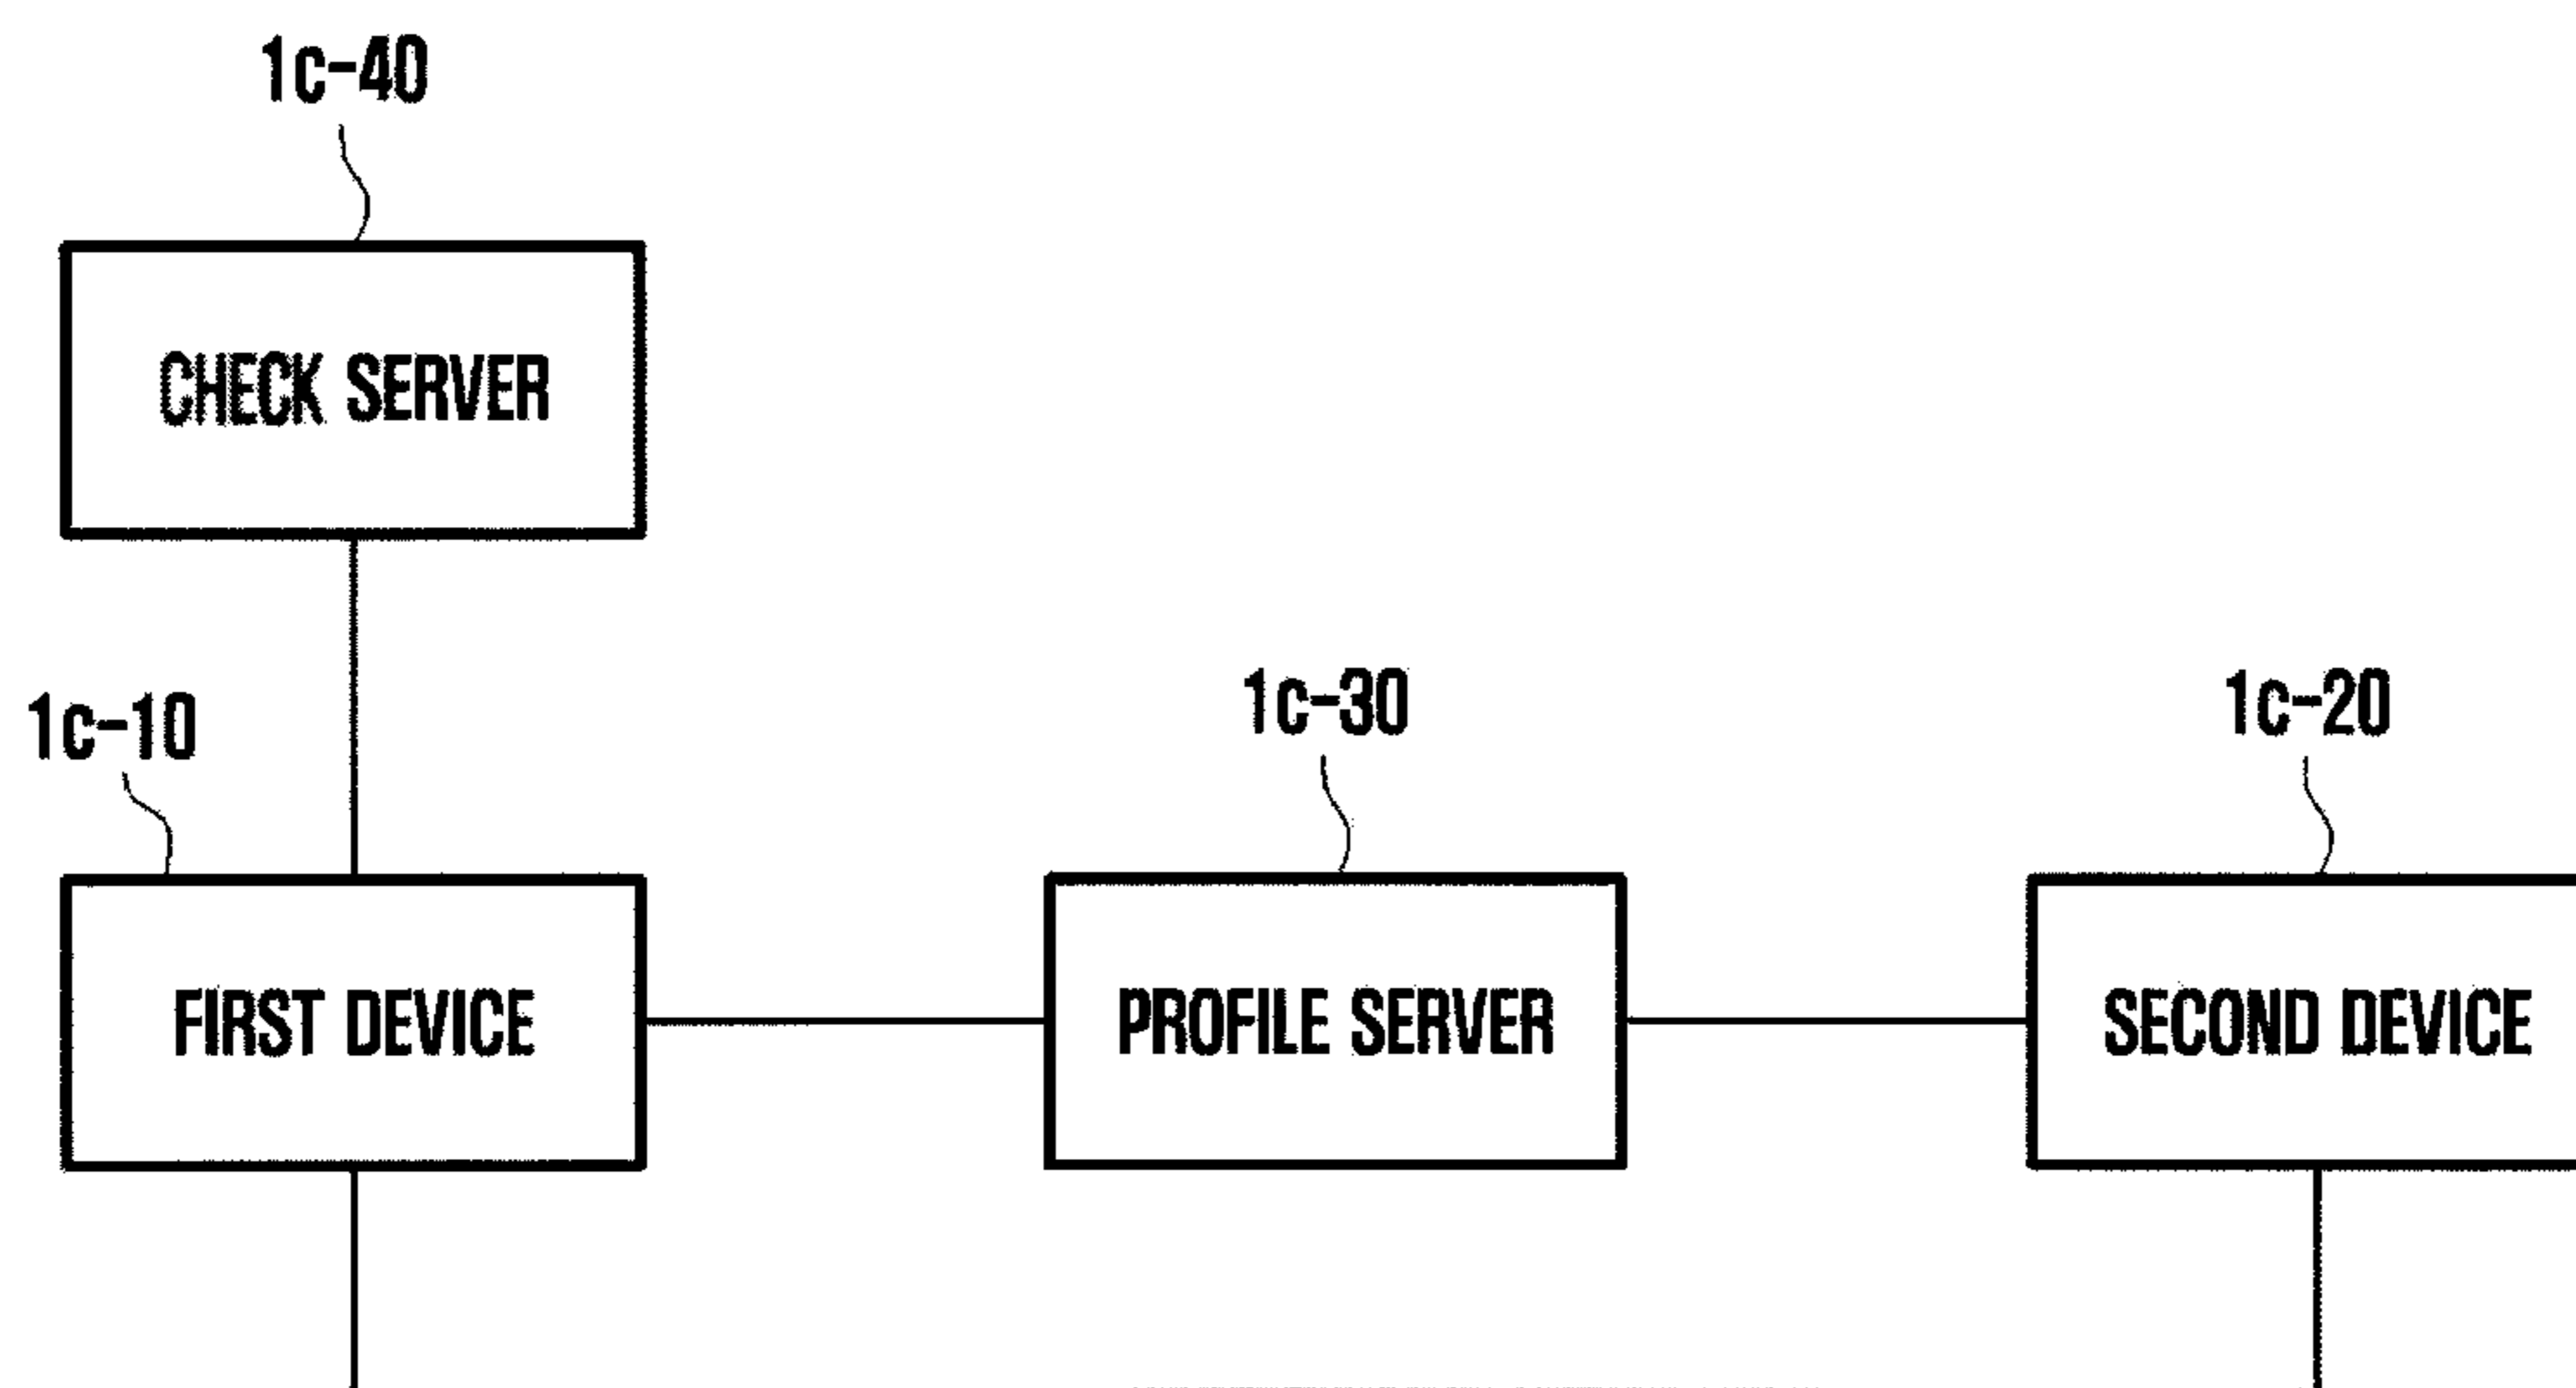 1c-40
CHECK SERVER
1c-10
1c-30
1c-20
FIRST DEVICE
PROFILE SERVER
SECOND DEVICE